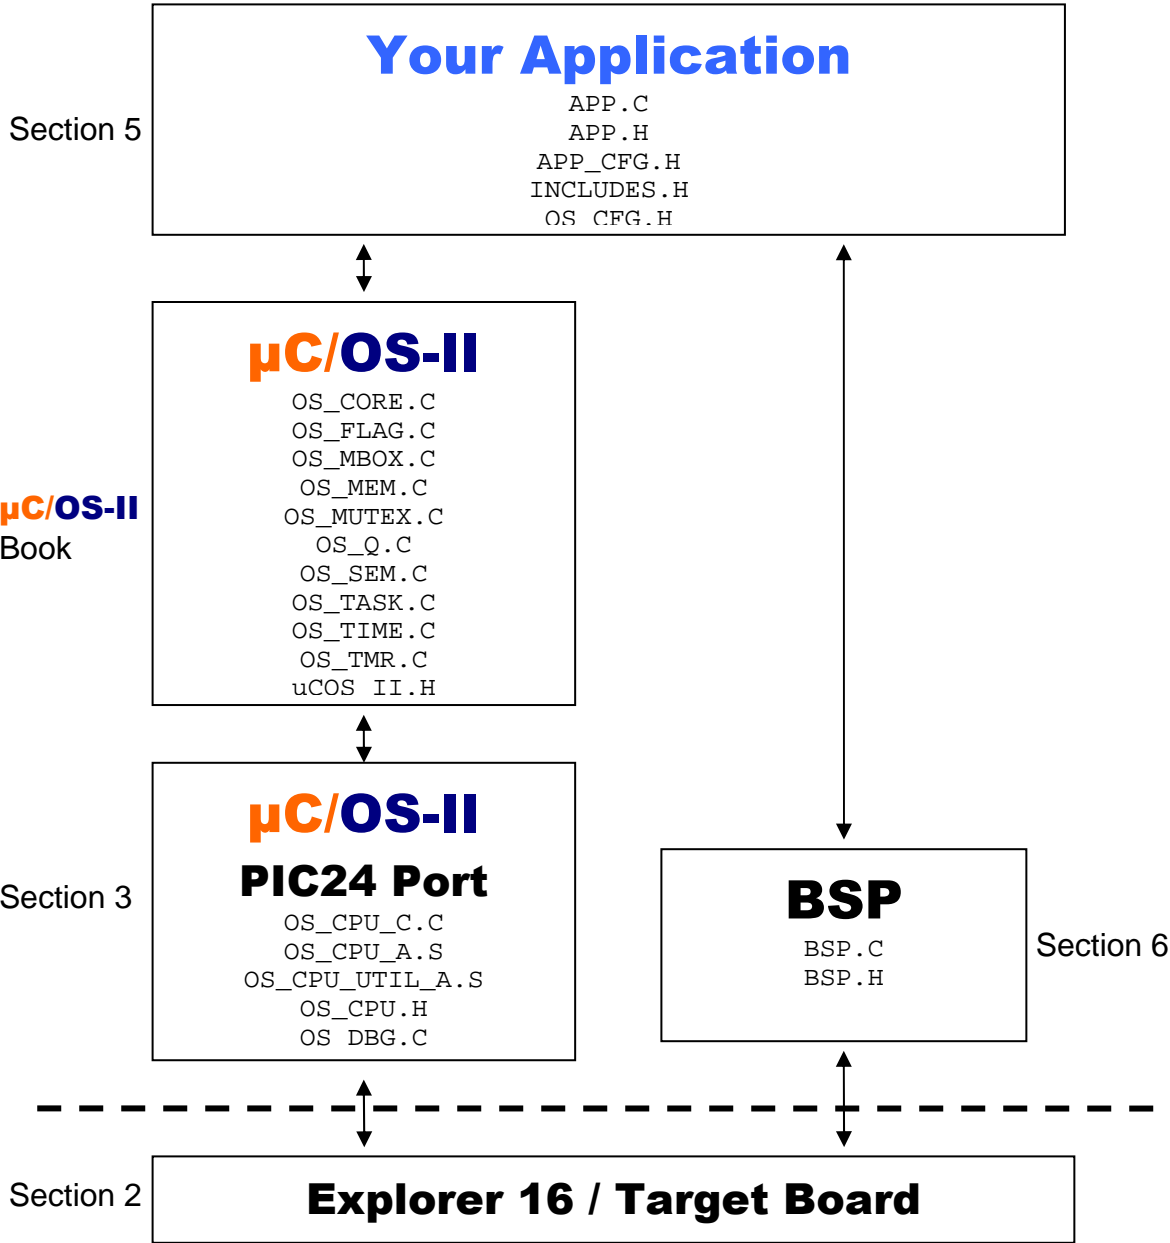 Your Application
APP.C
APP.H
APP_CFG.H
INCLUDES.H
OS_CFG.H
Section 5
µC/OS-II
OS_CORE.C
OS_FLAG.C
OS_MBOX.C
OS_MEM.C
OS_MUTEX.C
OS_Q.C
OS_SEM.C
OS_TASK.C
OS_TIME.C
OS_TMR.C
uCOS_II.H
µC/OS-II
Book
µC/OS-II
PIC24 Port
OS_CPU_C.C
OS_CPU_A.S
OS_CPU_UTIL_A.S
OS_CPU.H
OS_DBG.C
Section 3
BSP
BSP.C
BSP.H
Section 6
Section 2
Explorer 16 / Target Board